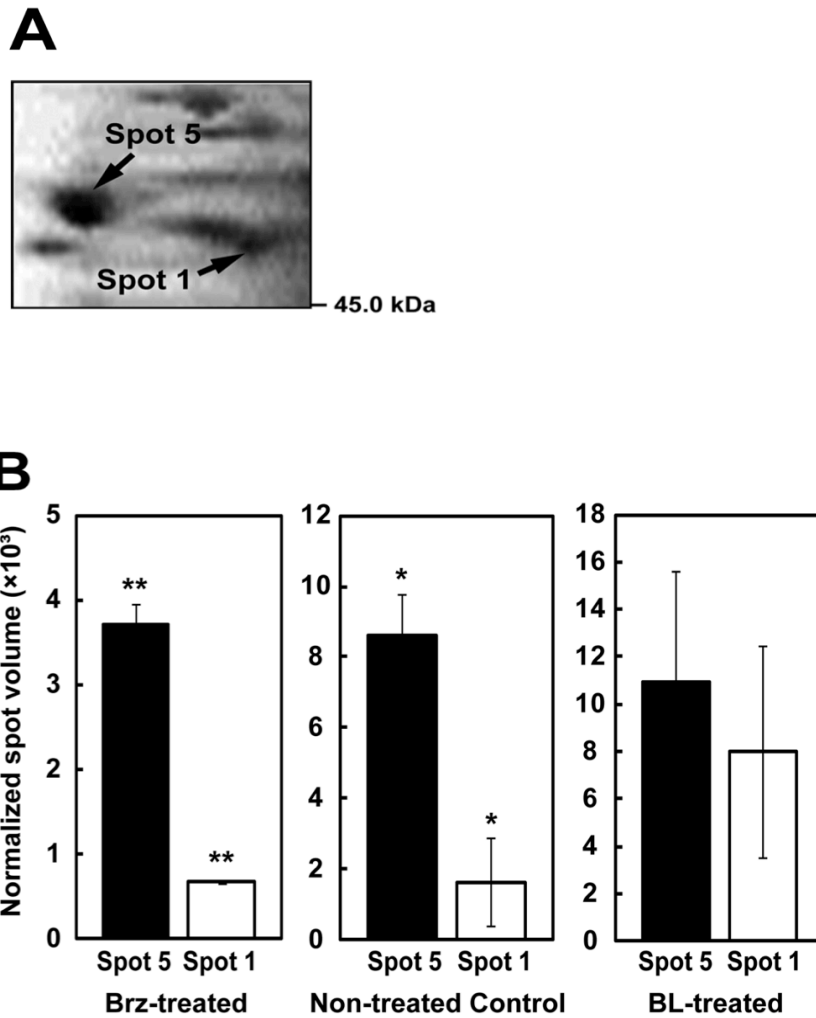 A
Spot 5
Spot 1
45.0 kDa
B
Normalized spot volume (×10³)
5
4
3
2
1
0
**
**
Spot 5 Spot 1
Brz-treated
12
10
8
6
4
2
0
*
*
Spot 5 Spot 1
Non-treated Control
18
16
14
12
10
8
6
4
2
0
Spot 5 Spot 1
BL-treated